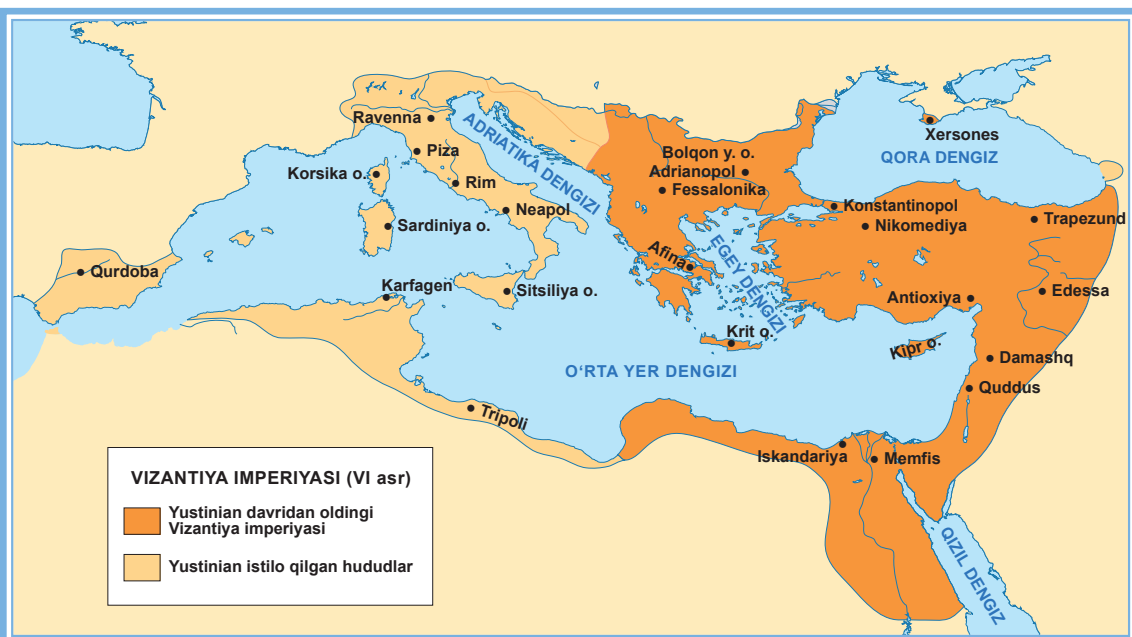 Ravenna
Piza
Korsika o.
Rim
Neapol
Sardiniya o.
Qurdoba
Karfagen
Sitsiliya o.
Tripoli
ADRIATIKA DENGIZI
Bolqon y. o.
Adrianopol
Fessalonika
Afina
EGEY DENGIZI
Krit o.
Xersones
QORA DENGIZ
Konstantinopol
Nikomediya
Trapezund
Antioxiya
Edessa
Kipr o.
Damashq
Quddus
O‘RTA YER DENGIZI
Iskandariya
Memfis
QIZIL DENGIZ
VIZANTIYA IMPERIYASI (VI asr)
Yustinian davridan oldingi
Vizantiya imperiyasi
Yustinian istilo qilgan hududlar